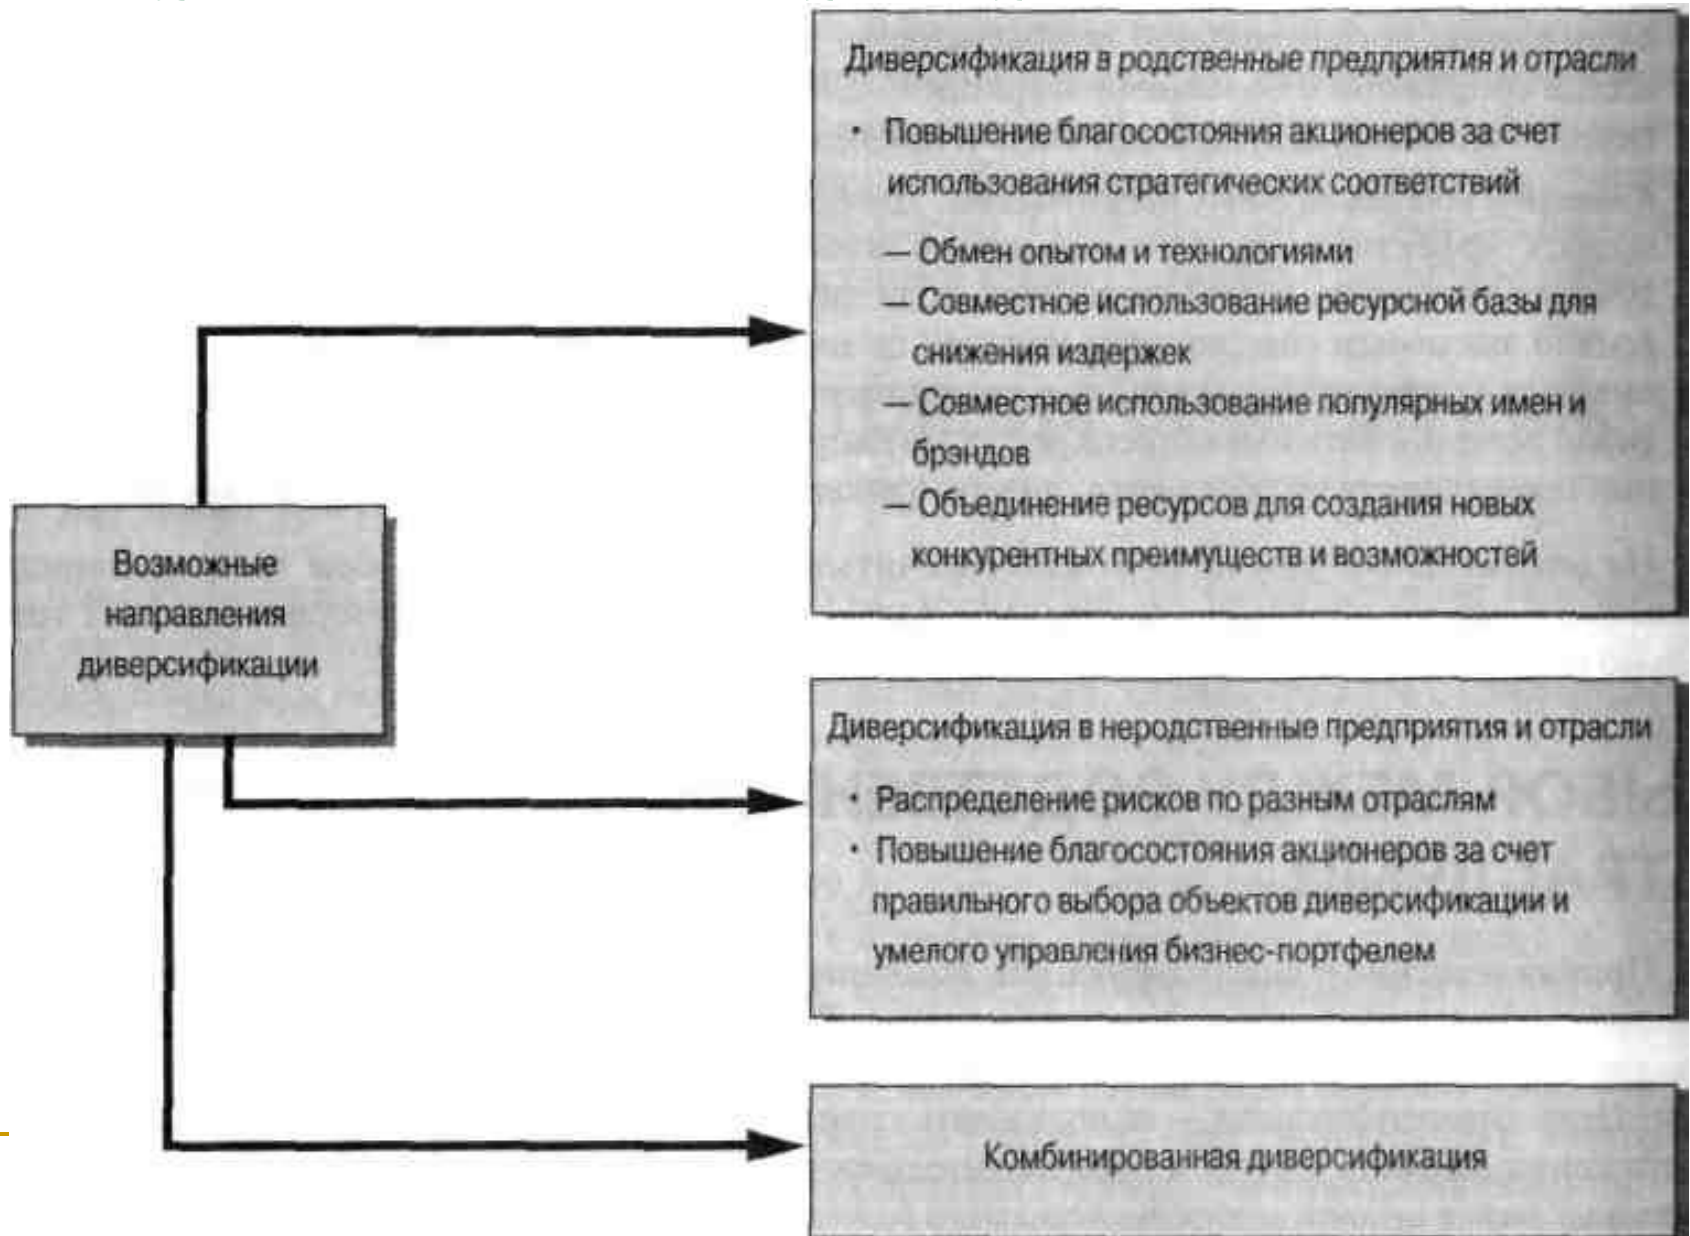 Возможные
направления
диверсификации
Диверсификация в родственные предприятия и отрасли
• Повышение благосостояния акционеров за счет
использования стратегических соответствий
— Обмен опытом и технологиями
— Совместное использование ресурсной базы для
снижения издержек
— Совместное использование популярных имен и
брэндов
— Объединение ресурсов для создания новых
конкурентных преимуществ и возможностей
Диверсификация в неродственные предприятия и отрасли
• Распределение рисков по разным отраслям
• Повышение благосостояния акционеров за счет
правильного выбора объектов диверсификации и
умелого управления бизнес-портфелем
Комбинированная диверсификация